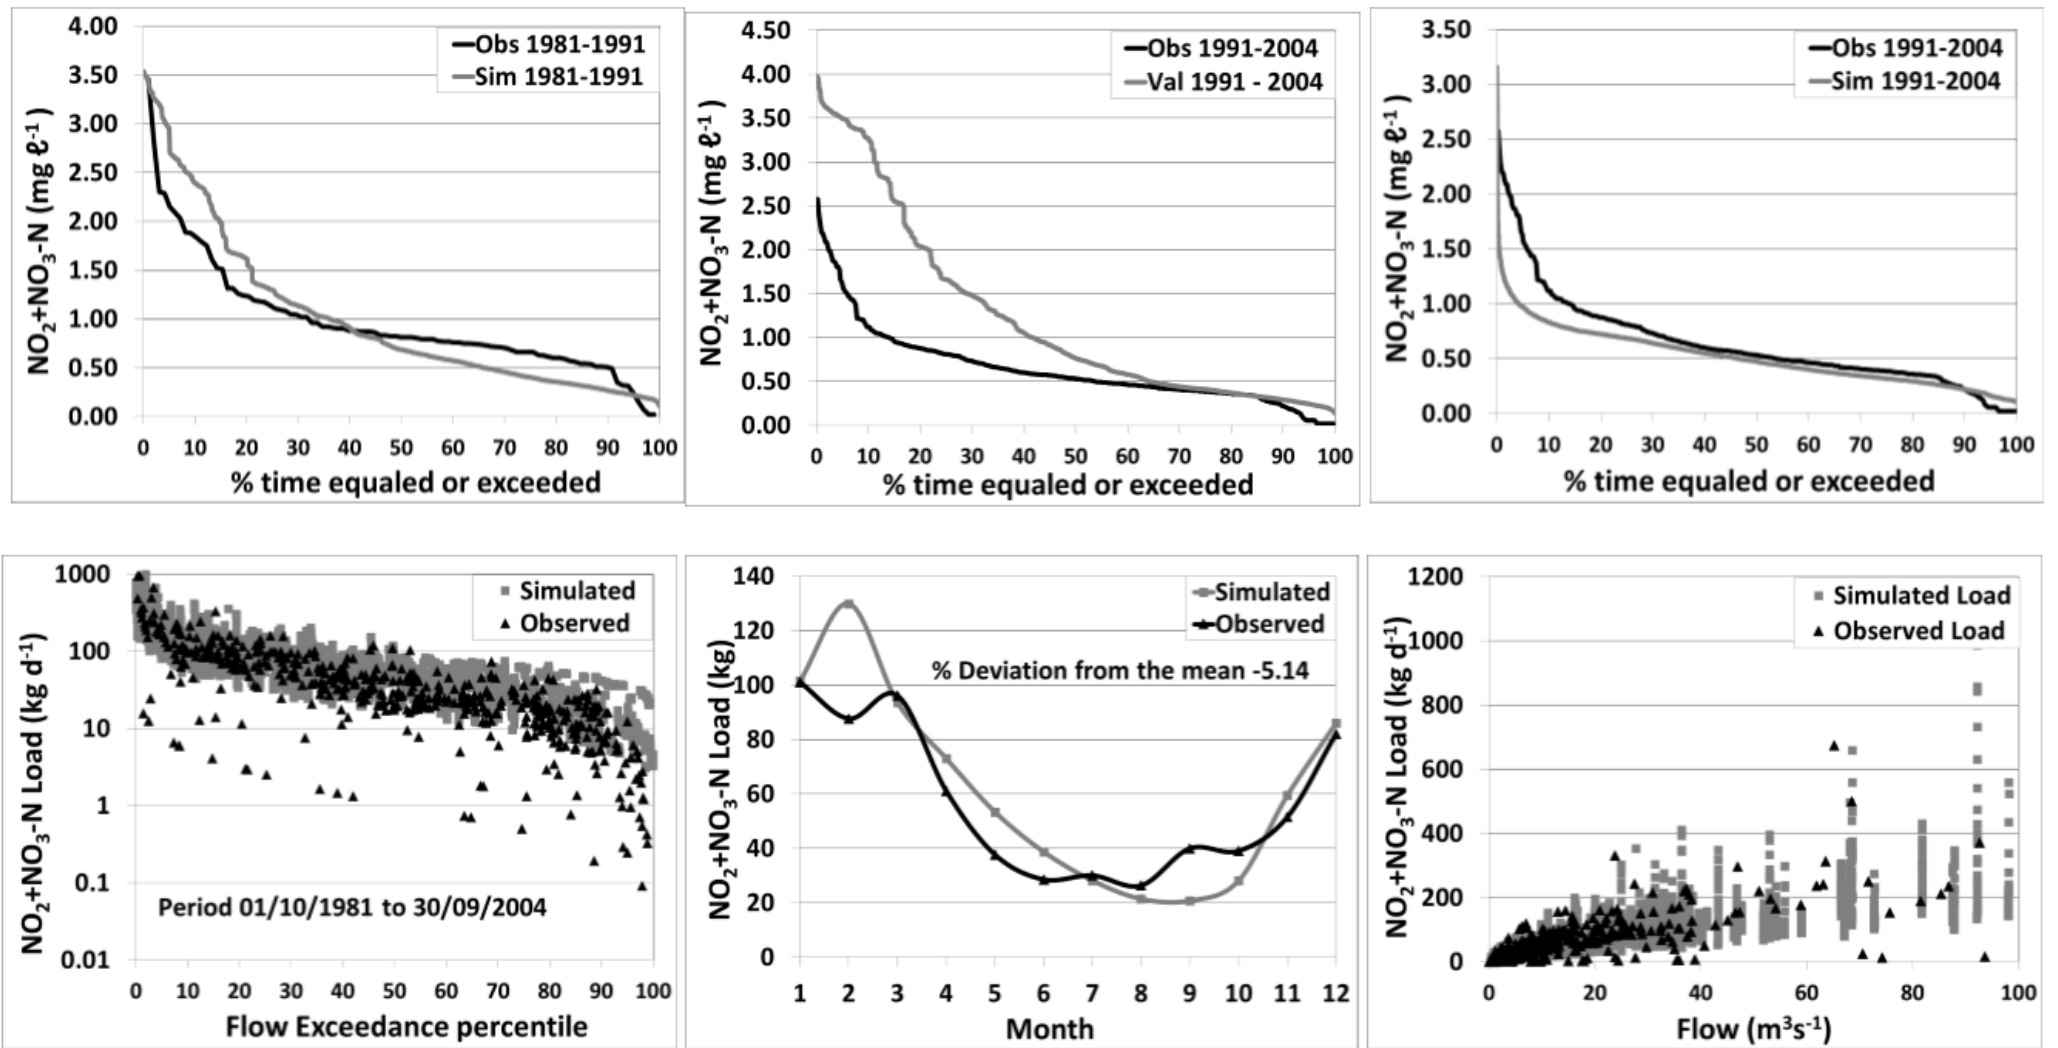 4.00
3.50
3.00
2.50
2.00
1.50
1.00
0.50
0.00
NO₂+NO₃-N (mg ℓ⁻¹)
Obs 1981-1991
Sim 1981-1991
0 10 20 30 40 50 60 70 80 90 100
% time equaled or exceeded
4.50
4.00
3.50
3.00
2.50
2.00
1.50
1.00
0.50
0.00
NO₂+NO₃-N (mg ℓ⁻¹)
Obs 1991-2004
Val 1991 - 2004
0 10 20 30 40 50 60 70 80 90 100
% time equaled or exceeded
3.50
3.00
2.50
2.00
1.50
1.00
0.50
0.00
NO₂+NO₃-N (mg ℓ⁻¹)
Obs 1991-2004
Sim 1991-2004
0 10 20 30 40 50 60 70 80 90 100
% time equaled or exceeded
1000
100
10
1
0.1
0.01
NO₂+NO₃-N Load (kg d⁻¹)
Simulated
Observed
Period 01/10/1981 to 30/09/2004
0 10 20 30 40 50 60 70 80 90 100
Flow Exceedance percentile
140
120
100
80
60
40
20
0
NO₂+NO₃-N Load (kg)
Simulated
Observed
% Deviation from the mean -5.14
1 2 3 4 5 6 7 8 9 10 11 12
Month
1200
1000
800
600
400
200
0
NO₂+NO₃-N Load (kg d⁻¹)
Simulated Load
Observed Load
0 20 40 60 80 100
Flow (m³s⁻¹)